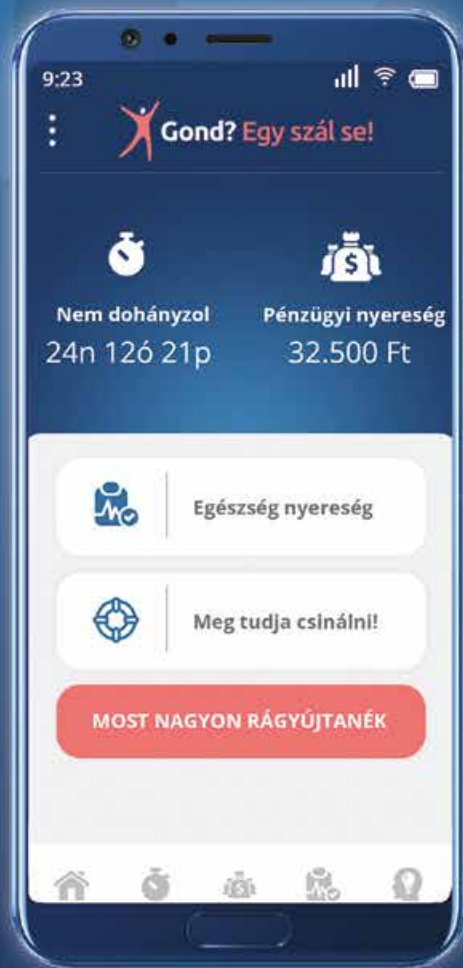 9:23
Gond? Egy szál se!
Nem dohányzol
24n 12ó 21p
Pénzügyi nyereség
32.500 Ft
Egészség nyereség
Meg tudja csinálni!
MOST NAGYON RÁGYÚJTANÉK